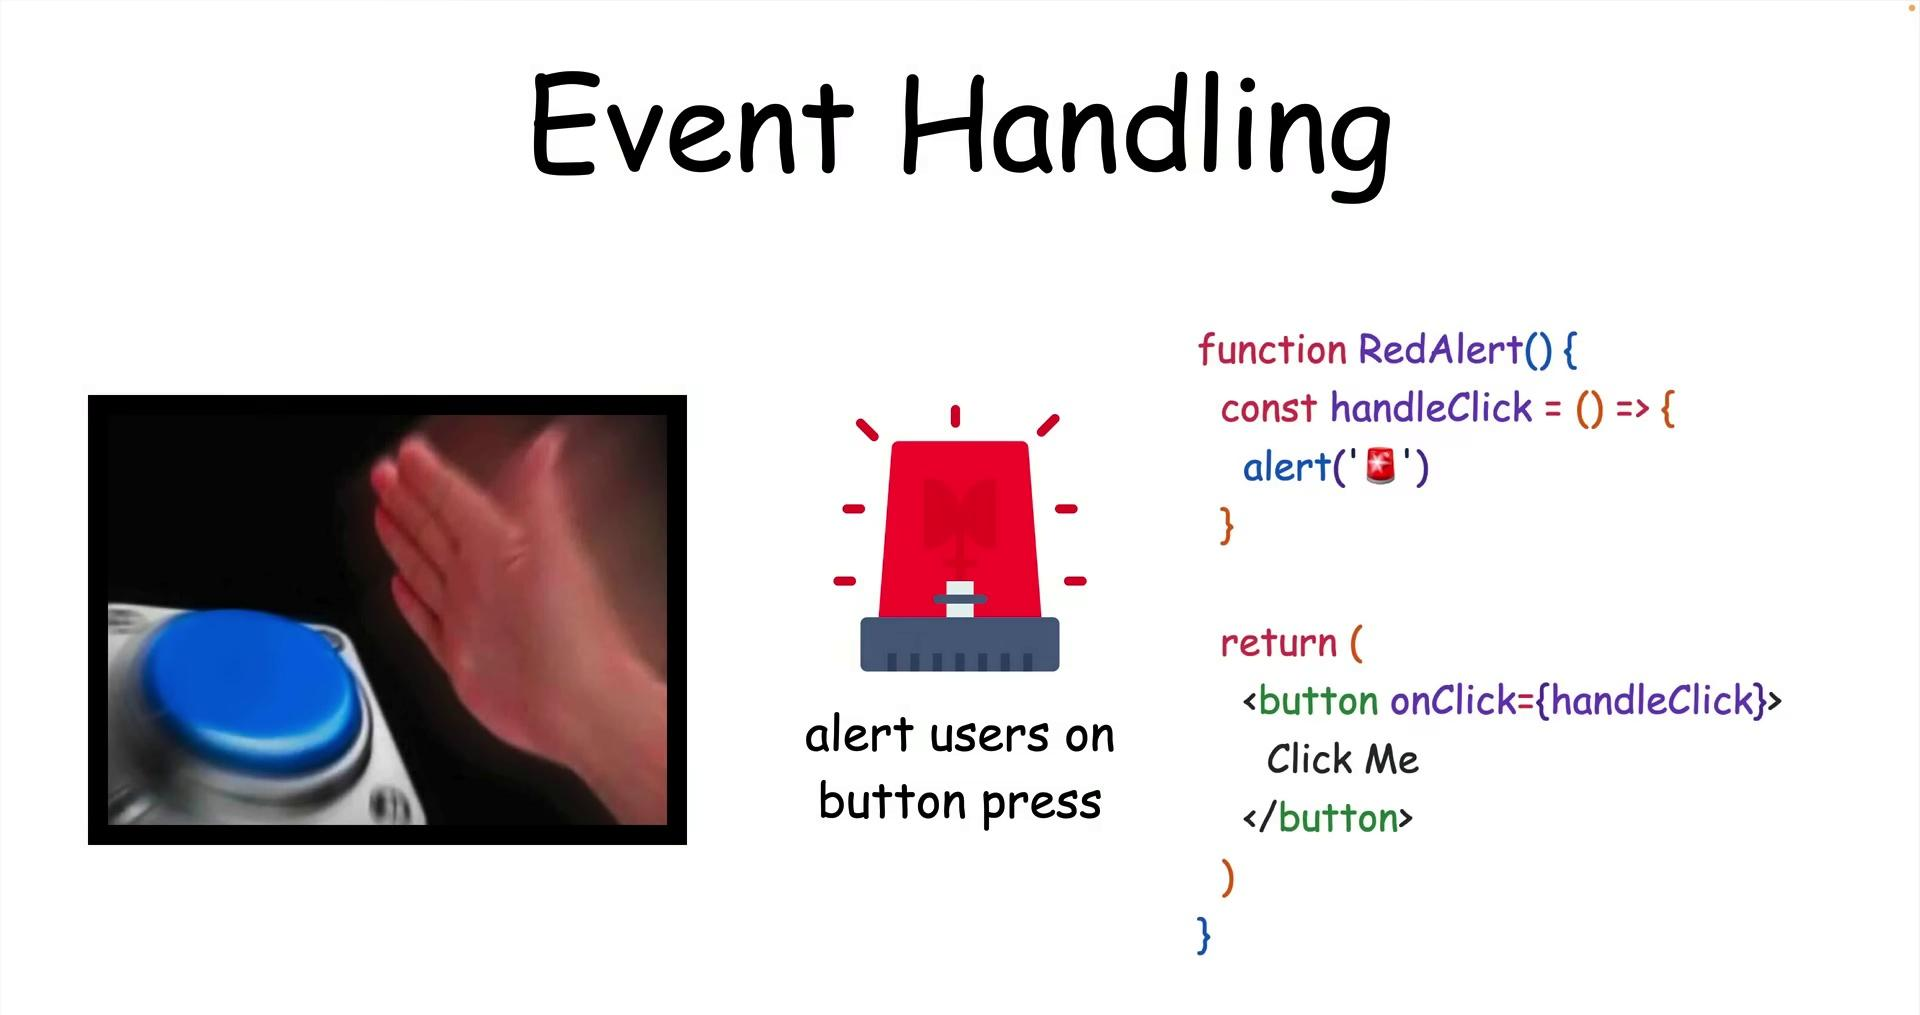 Event Handling
alert users on
button press
function RedAlert() {
const handleClick = () => {
alert('🚨')
}
return (
<button onClick={handleClick}>
Click Me
</button>
)
}